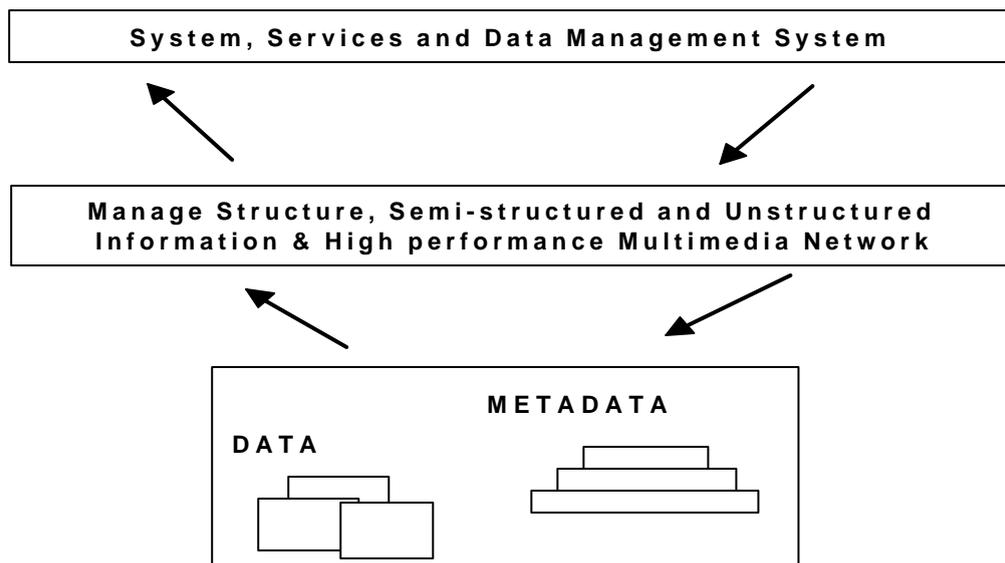 System, Services and Data Management System
Manage Structure, Semi-structured and Unstructured
Information & High performance Multimedia Network
METADATA
DATA